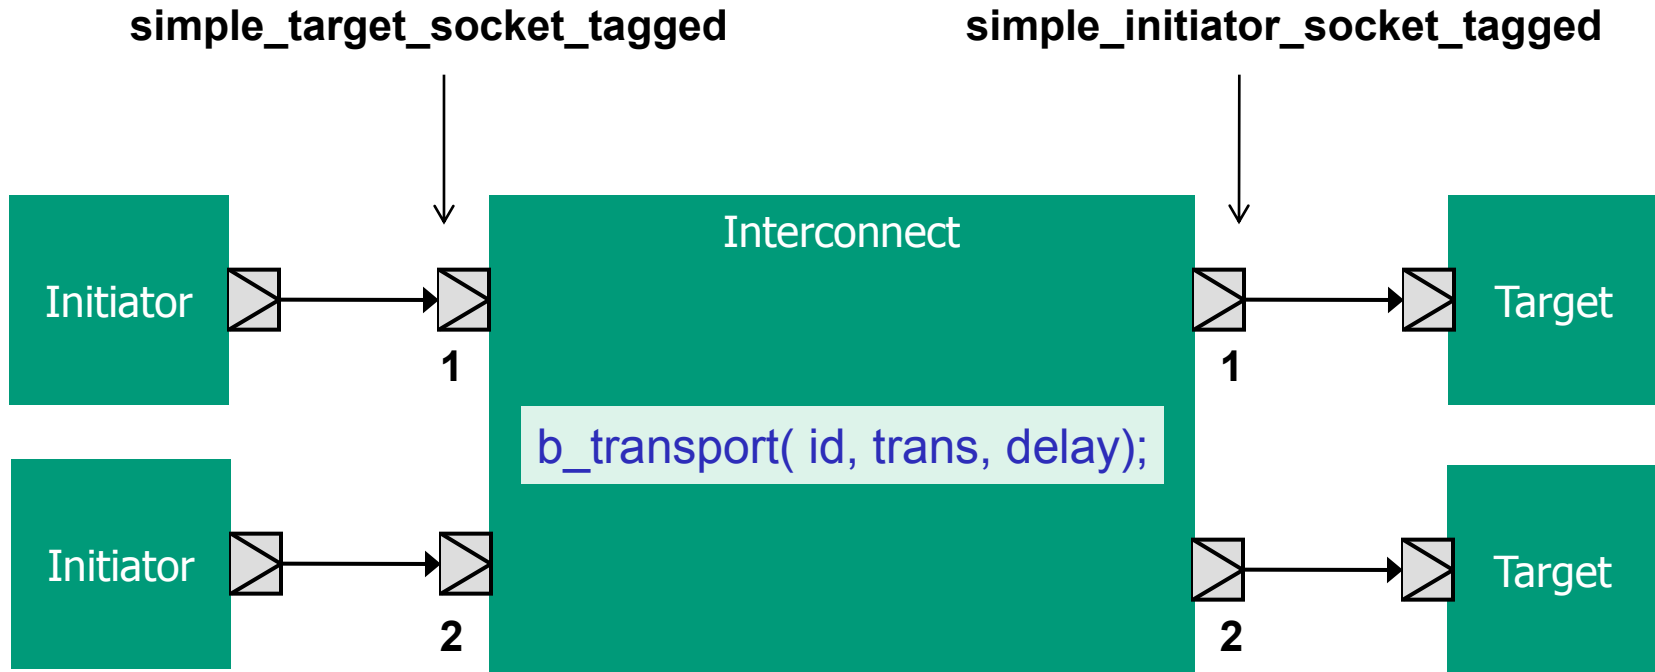 simple_target_socket_tagged
simple_initiator_socket_tagged
Interconnect
Initiator
Target
1
1
b_transport( id, trans, delay);
Initiator
Target
2
2